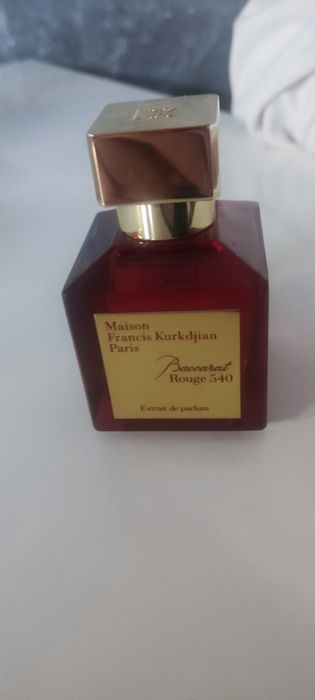 Maison
Francis Kurkdjian
Paris
Baccarat
Rouge 540
Extrait de parfum